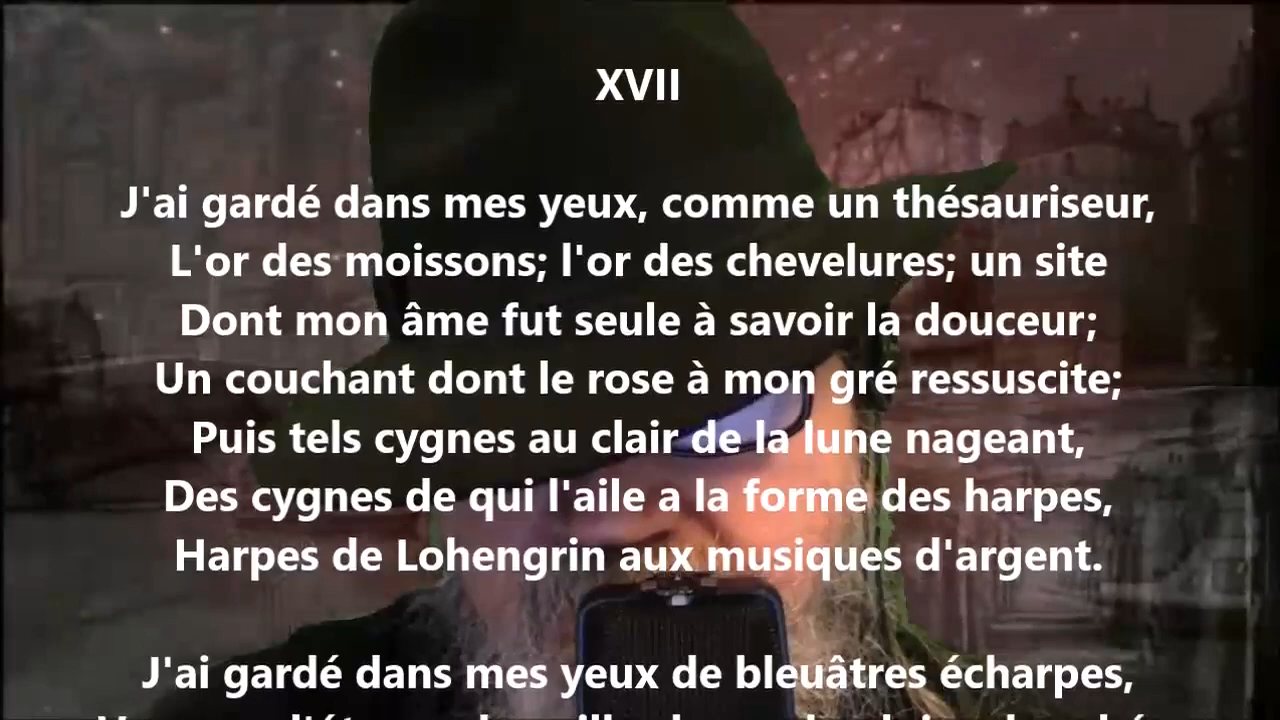 XVII
J'ai gardé dans mes yeux, comme un thésauriseur,
L'or des moissons; l'or des chevelures; un site
Dont mon âme fut seule à savoir la douceur;
Un couchant dont le rose à mon gré ressuscite;
Puis tels cygnes au clair de la lune nageant,
Des cygnes de qui l'aile a la forme des harpes,
Harpes de Lohengrin aux musiques d'argent.
J'ai gardé dans mes yeux de bleuâtres écharpes,